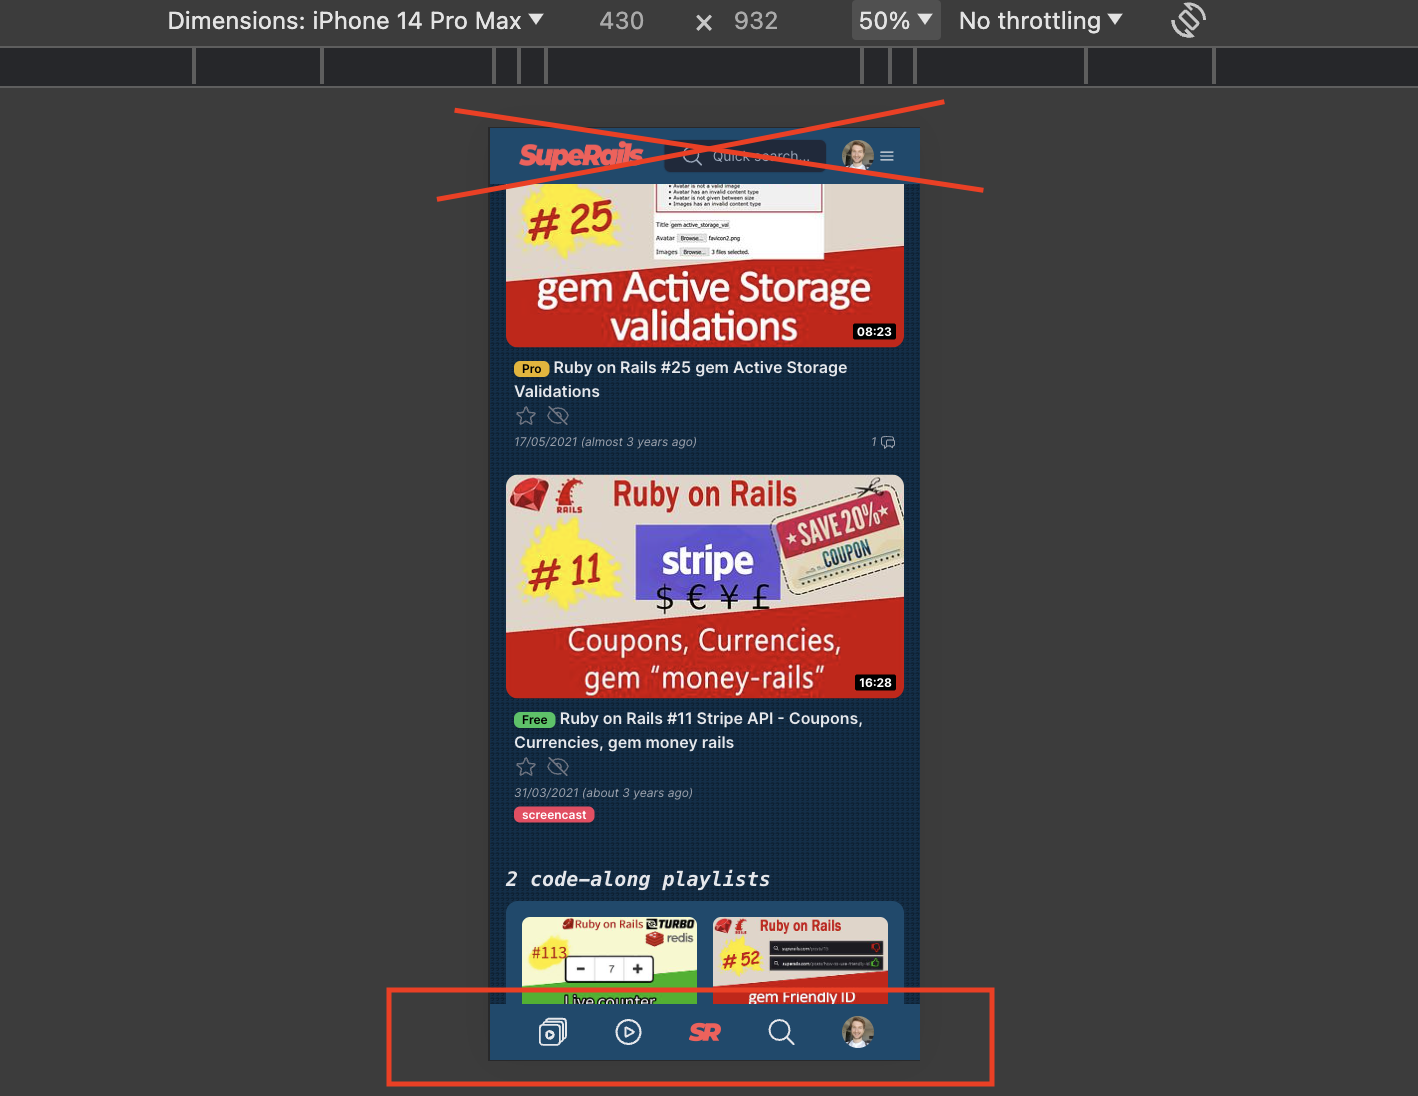 Dimensions: iPhone 14 Pro Max ▼ 430 × 932 50% ▼ No throttling ▼
SupeRails Quick search...
• Avatar is not a valid image
• Avatar has an invalid content type
• Avatar is not given between size
• Images has an invalid content type
# 25
Title gem active_storage_val
Avatar Browse... favicon2.png
Images Browse... 3 files selected.
gem Active Storage
validations
08:23
Pro Ruby on Rails #25 gem Active Storage
Validations
17/05/2021 (almost 3 years ago) 1
RAILS
Ruby on Rails
SAVE 20%
COUPON
# 11
stripe
$ € ¥ £
Coupons, Currencies,
gem “money-rails”
16:28
Free Ruby on Rails #11 Stripe API - Coupons,
Currencies, gem money rails
31/03/2021 (about 3 years ago)
screencast
2 code-along playlists
Ruby on Rails TURBO
redis
#113
- 7 +
Live counter
RAILS
Ruby on Rails
# 52
gem Friendly ID
SR